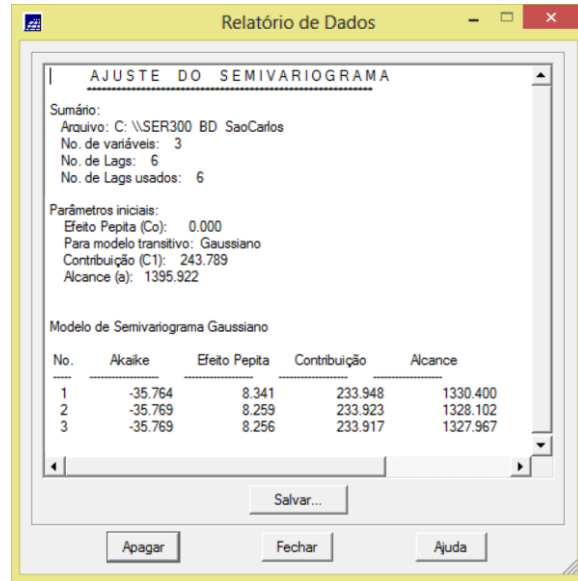 Relatório de Dados
AJUSTE DO SEMIVARIOGRAMA
Sumário:
Arquivo: C: \\SER300 BD SaoCarlos
No. de variáveis: 3
No. de Lags: 6
No. de Lags usados: 6
Parâmetros iniciais:
Efeito Pepita (Co): 0.000
Para modelo transitivo: Gaussiano
Contribuição (C1): 243.789
Alcance (a): 1395.922
Modelo de Semivariograma Gaussiano
No. Akaike Efeito Pepita Contribuição Alcance
1 -35.764 8.341 233.948 1330.400
2 -35.769 8.259 233.923 1328.102
3 -35.769 8.256 233.917 1327.967
Salvar...
Apagar Fechar Ajuda